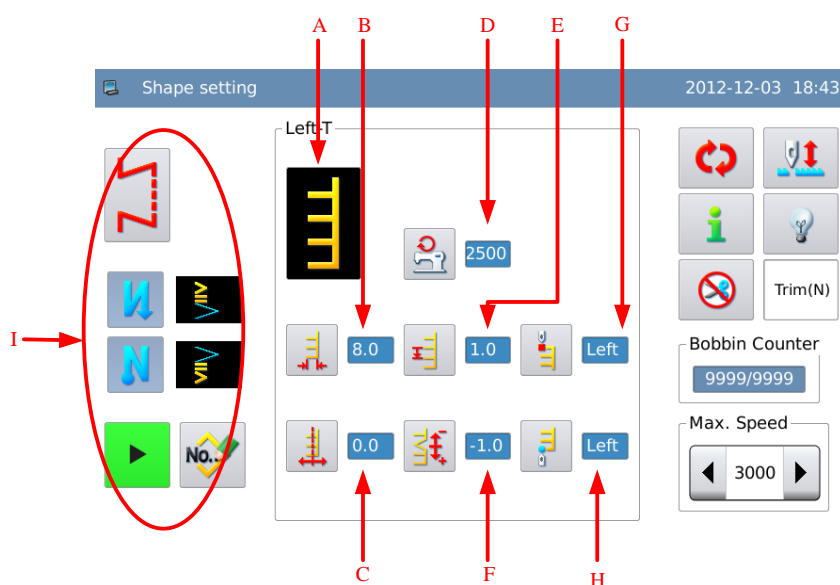 A B D E G
Shape setting 2012-12-03 18:43
Left-T
2500
Trim(N)
I
8.0 1.0 Left
Bobbin Counter
9999/9999
Max. Speed
No.
0.0 -1.0 Left
3000
C F H